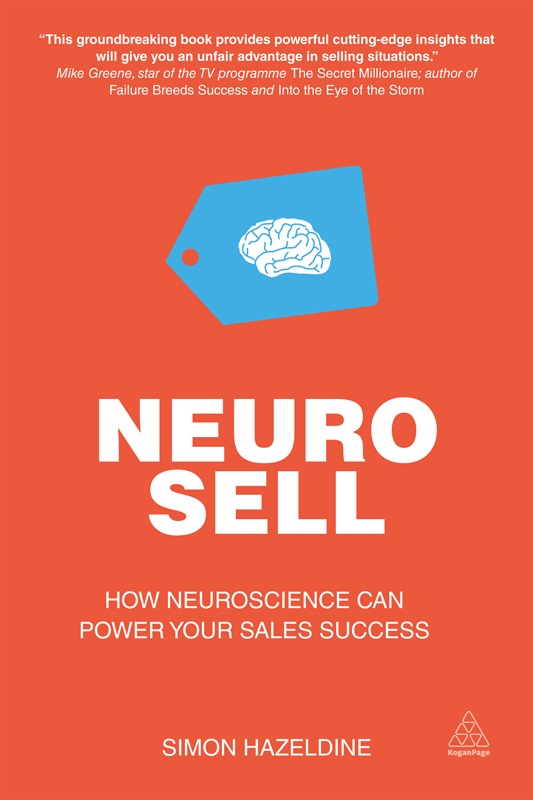 “This groundbreaking book provides powerful cutting-edge insights that
will give you an unfair advantage in selling situations.”
Mike Greene, star of the TV programme The Secret Millionaire; author of
Failure Breeds Success and Into the Eye of the Storm
NEURO
SELL
HOW NEUROSCIENCE CAN
POWER YOUR SALES SUCCESS
SIMON HAZELDINE
KoganPage